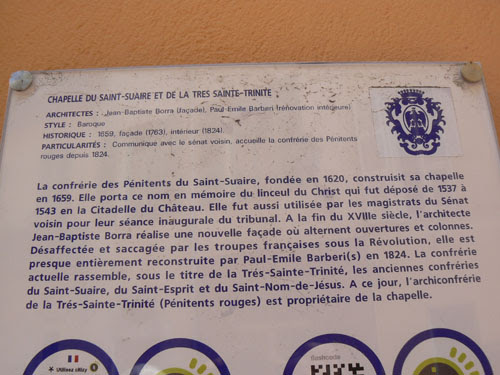 CHAPELLE DU SAINT-SUAIRE ET DE LA TRES SAINTE-TRINITE
ARCHITECTES : Jean-Baptiste Borra (façade), Paul-Emile Barberi (rénovation intérieure)
STYLE : Baroque
HISTORIQUE : 1659, façade (1763), intérieur (1824).
PARTICULARITÉS : Communique avec le sénat voisin, accueille la confrérie des Pénitents
rouges depuis 1824.
La confrérie des Pénitents du Saint-Suaire, fondée en 1620, construisit sa chapelle
en 1659. Elle porta ce nom en mémoire du linceul du Christ qui fut déposé de 1537 à
1543 en la Citadelle du Château. Elle fut aussi utilisée par les magistrats du Sénat
voisin pour leur séance inaugurale du tribunal. A la fin du XVIIIe siècle, l'architecte
Jean-Baptiste Borra réalise une nouvelle façade où alternent ouvertures et colonnes.
Désaffectée et saccagée par les troupes françaises sous la Révolution, elle est
presque entièrement reconstruite par Paul-Emile Barberi(s) en 1824. La confrérie
actuelle rassemble, sous le titre de la Trés-Sainte-Trinité, les anciennes confréries
du Saint-Suaire, du Saint-Esprit et du Saint-Nom-de-Jésus. A ce jour, l'archiconfrérie
de la Trés-Sainte-Trinité (Pénitents rouges) est propriétaire de la chapelle.
flashcode